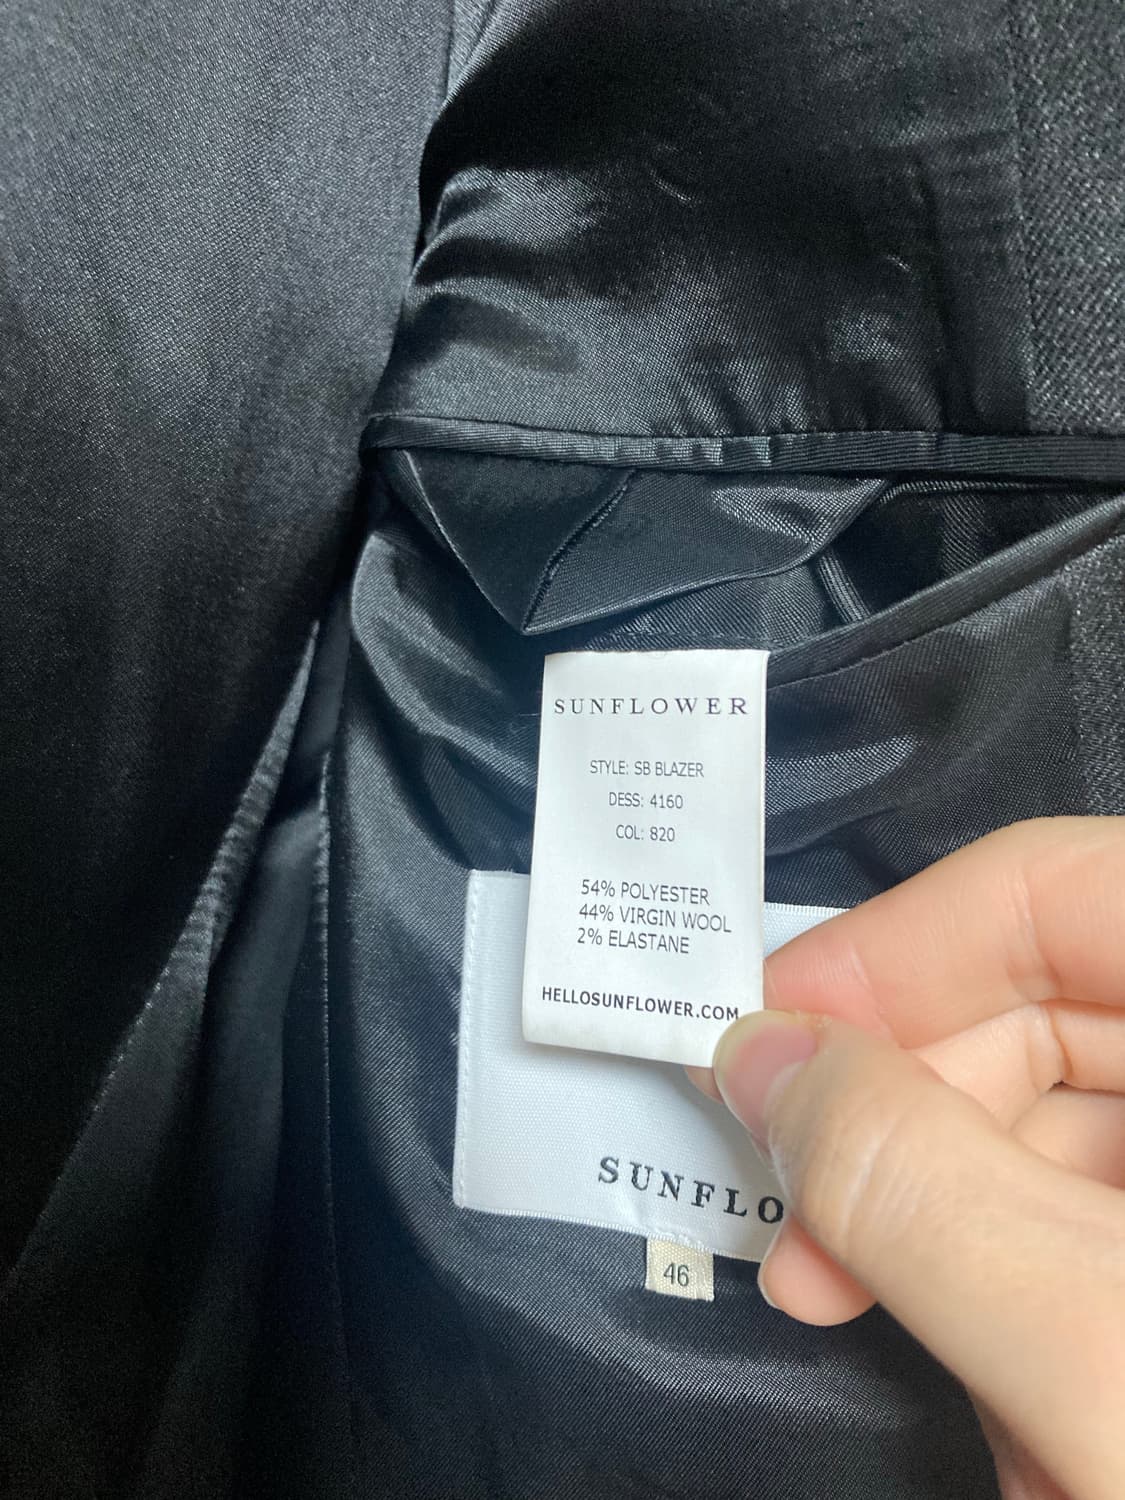 SUNFLOWER
STYLE: SB BLAZER
DESS: 4160
COL: 820
54% POLYESTER
44% VIRGIN WOOL
2% ELASTANE
HELLOSUNFLOWER.COM
SUNFLO
46